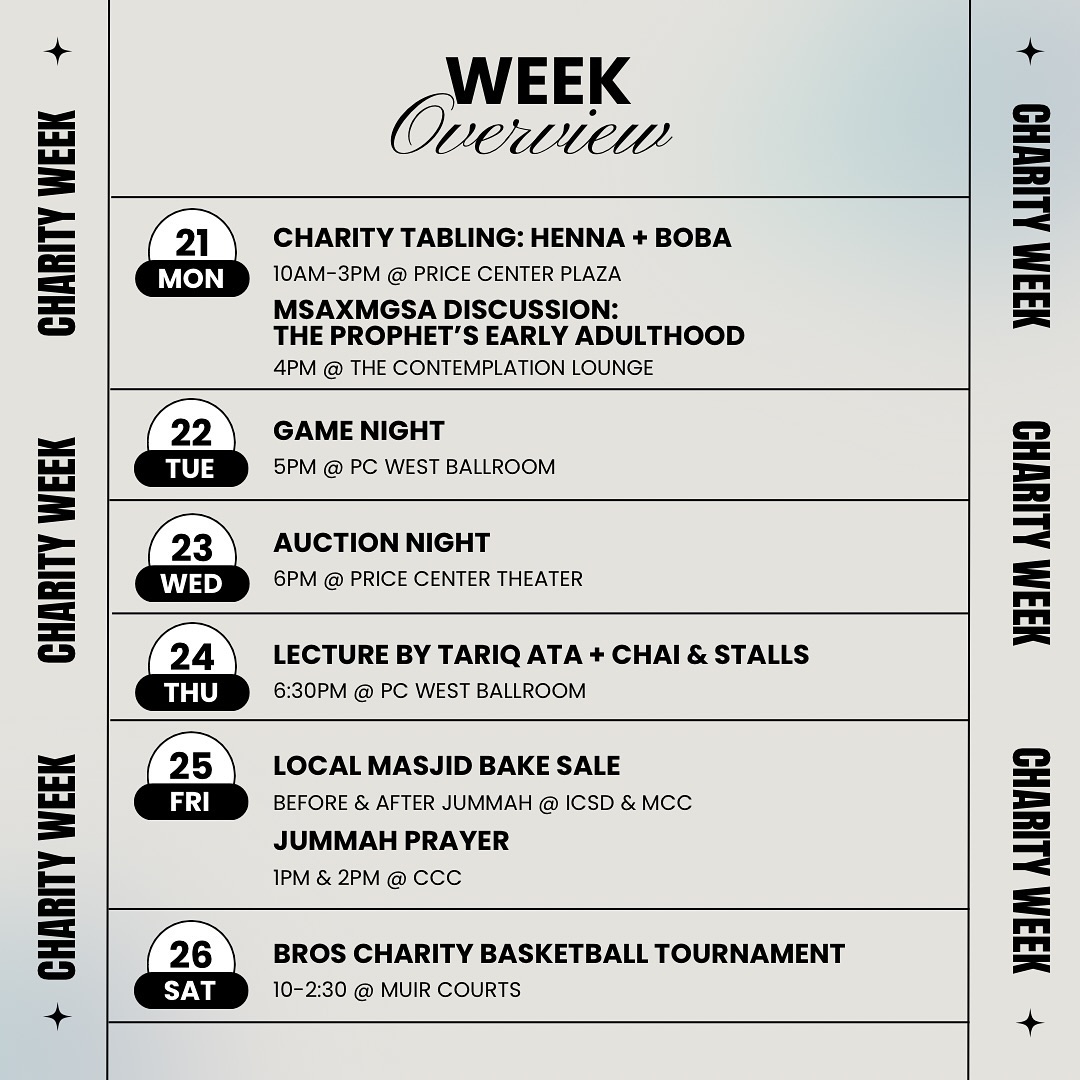 WEEK
Overview
CHARITY WEEK
CHARITY WEEK
CHARITY WEEK
21
MON
CHARITY TABLING: HENNA + BOBA
10AM-3PM @ PRICE CENTER PLAZA
MSAXMGSA DISCUSSION:
THE PROPHET’S EARLY ADULTHOOD
4PM @ THE CONTEMPLATION LOUNGE
22
TUE
GAME NIGHT
5PM @ PC WEST BALLROOM
23
WED
AUCTION NIGHT
6PM @ PRICE CENTER THEATER
24
THU
LECTURE BY TARIQ ATA + CHAI & STALLS
6:30PM @ PC WEST BALLROOM
25
FRI
LOCAL MASJID BAKE SALE
BEFORE & AFTER JUMMAH @ ICSD & MCC
JUMMAH PRAYER
1PM & 2PM @ CCC
26
SAT
BROS CHARITY BASKETBALL TOURNAMENT
10-2:30 @ MUIR COURTS
CHARITY WEEK
CHARITY WEEK
CHARITY WEEK